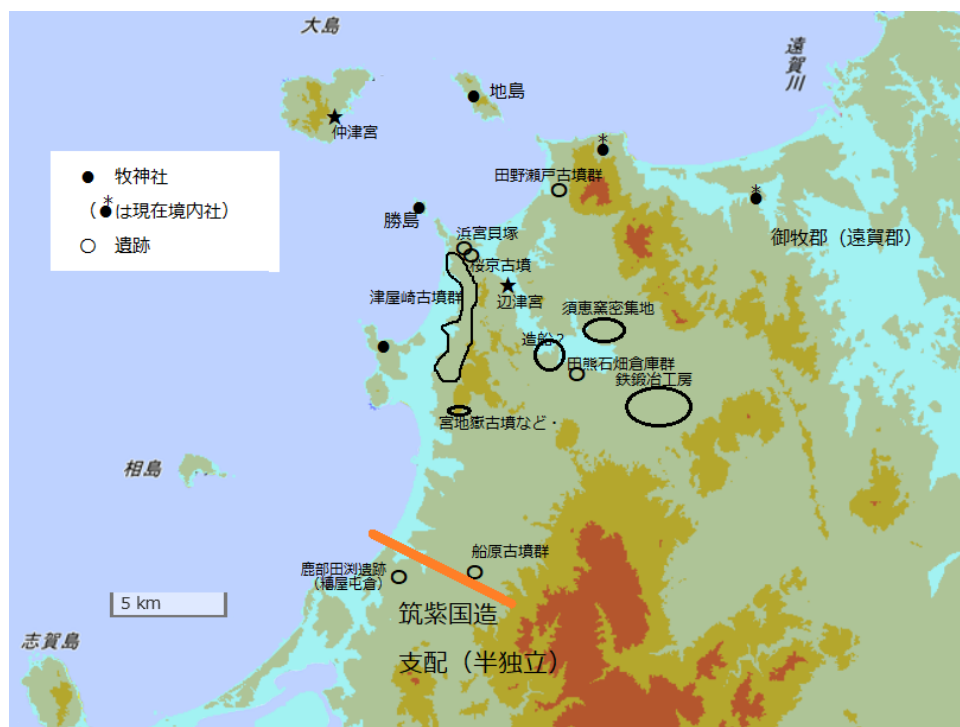 大島
遠賀川
地島
仲津宮
牧神社
（*●は現在境内社）
遺跡
*
田野瀬戸古墳群
*
勝島
浜宮貝塚
御牧郡（遠賀郡）
桜京古墳
津屋崎古墳群
辺津宮
須恵窯密集地
造船？
田熊石畑倉庫群
鉄鍛冶工房
宮地嶽古墳など・
相島
船原古墳群
鹿部田渕遺跡
（糟屋屯倉）
5 km
筑紫国造
志賀島
支配（半独立）